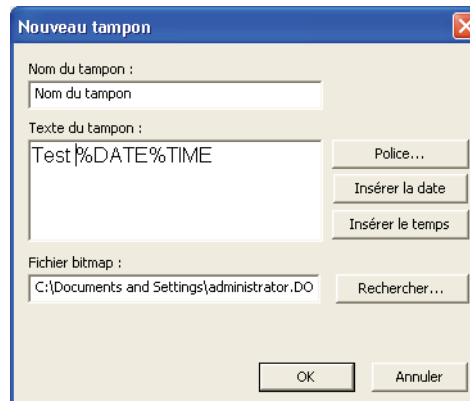 Nouveau tampon
Nom du tampon :
Nom du tampon
Texte du tampon :
Test %DATE%TIME
Police...
Insérer la date
Insérer le temps
Fichier bitmap :
C:\Documents and Settings\administrator.DO
Rechercher...
OK
Annuler